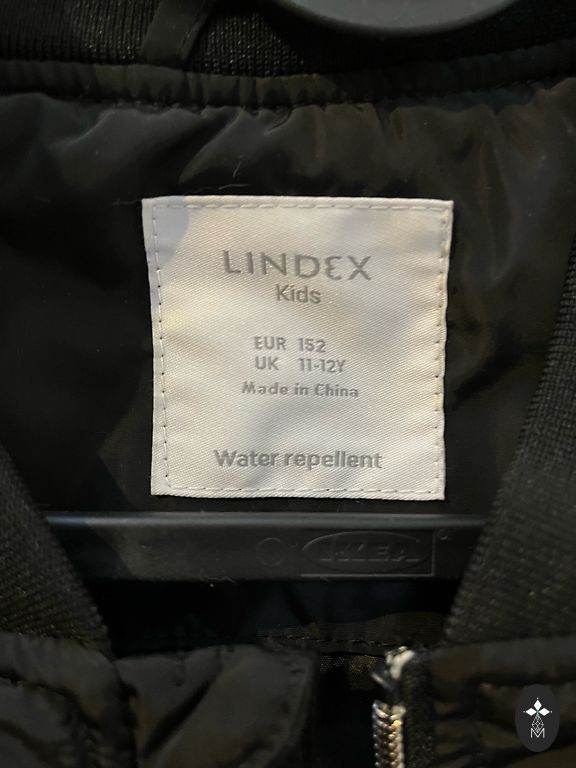 LINDEX
Kids
EUR 152
UK 11-12Y
Made in China
Water repellent
IKEA